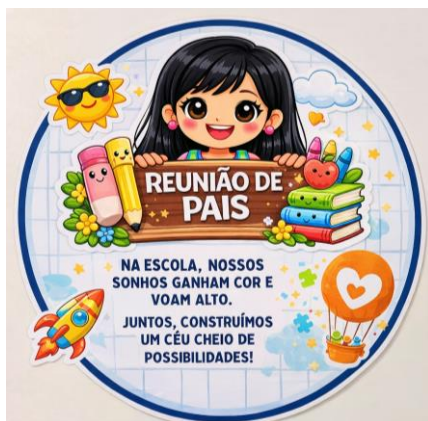 REUNIÃO DE
PAIS
NA ESCOLA, NOSSOS
SONHOS GANHAM COR E
VOAM ALTO.
JUNTOS, CONSTRUÍMOS
UM CÉU CHEIO DE
POSSIBILIDADES!